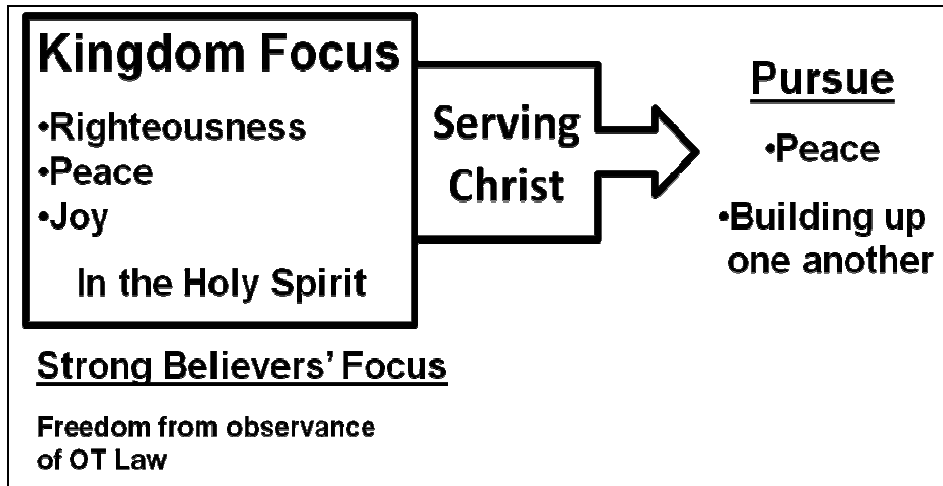 Kingdom Focus
•Righteousness
•Peace
•Joy
In the Holy Spirit
Serving
Christ
Pursue
•Peace
•Building up
one another
Strong Believers’ Focus
Freedom from observance
of OT Law